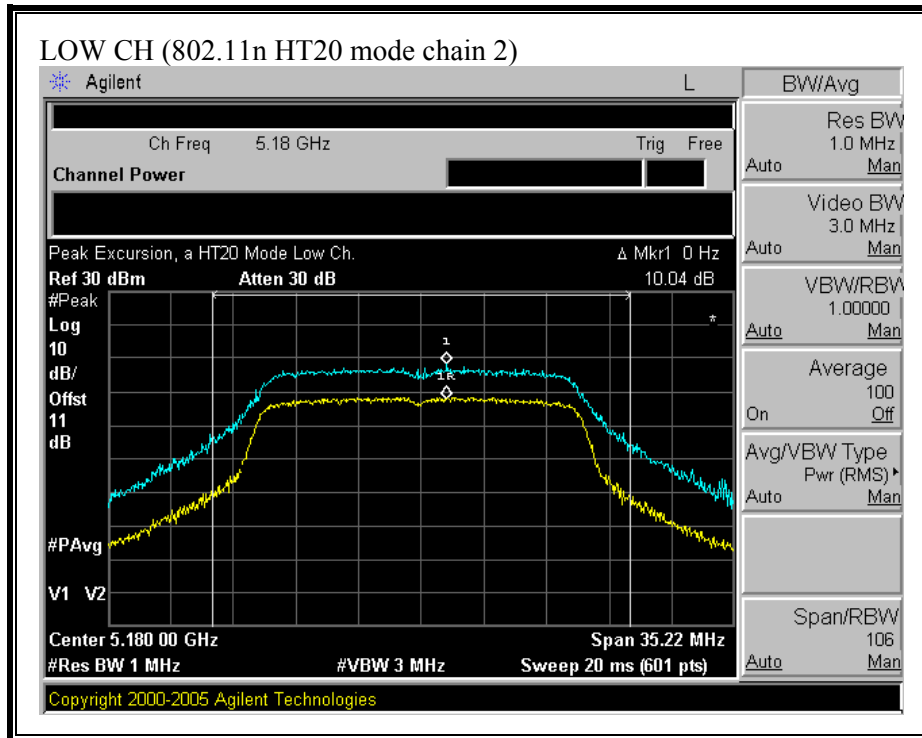 LOW CH (802.11n HT20 mode chain 2)
Agilent L
BW/Avg
Ch Freq 5.18 GHz Trig Free
Channel Power
Peak Excursion, a HT20 Mode Low Ch. Δ Mkr1 0 Hz
Ref 30 dBm Atten 30 dB 10.04 dB
#Peak
Log
10
dB/
Offst
11
dB
*
1
1R
#PAvg
V1 V2
Center 5.180 00 GHz Span 35.22 MHz
#Res BW 1 MHz #VBW 3 MHz Sweep 20 ms (601 pts)
Copyright 2000-2005 Agilent Technologies
Res BW
1.0 MHz
Auto Man
Video BW
3.0 MHz
Auto Man
VBW/RBW
1.00000
Auto Man
Average
100
On Off
Avg/VBW Type
Pwr (RMS)
Auto Man
Span/RBW
106
Auto Man